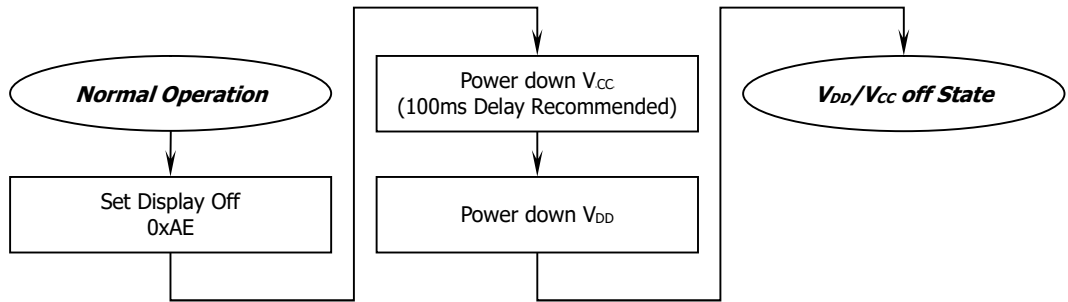 Normal Operation
Set Display Off
0xAE
Power down VCC
(100ms Delay Recommended)
Power down VDD
VDD/VCC off State